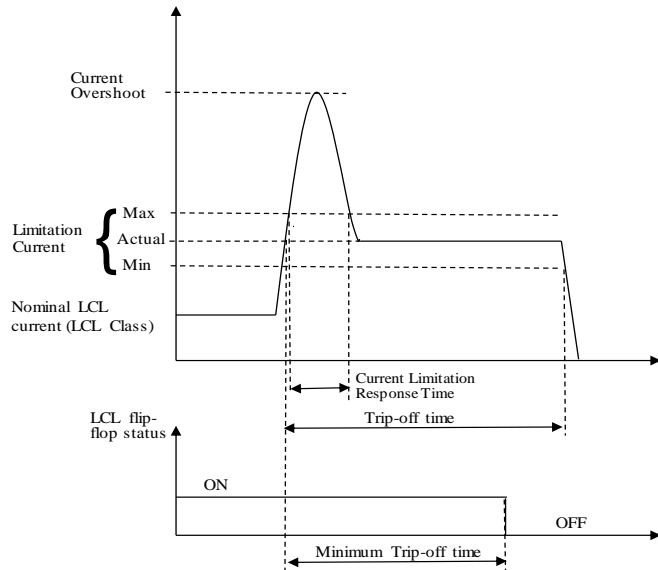 Current
Overshoot
Max
Limitation
Current
Actual
Min
Nominal LCL
current (LCL Class)
Current Limitation
Response Time
LCL flip-
flop status
Trip-off time
ON
OFF
Minimum Trip-off time